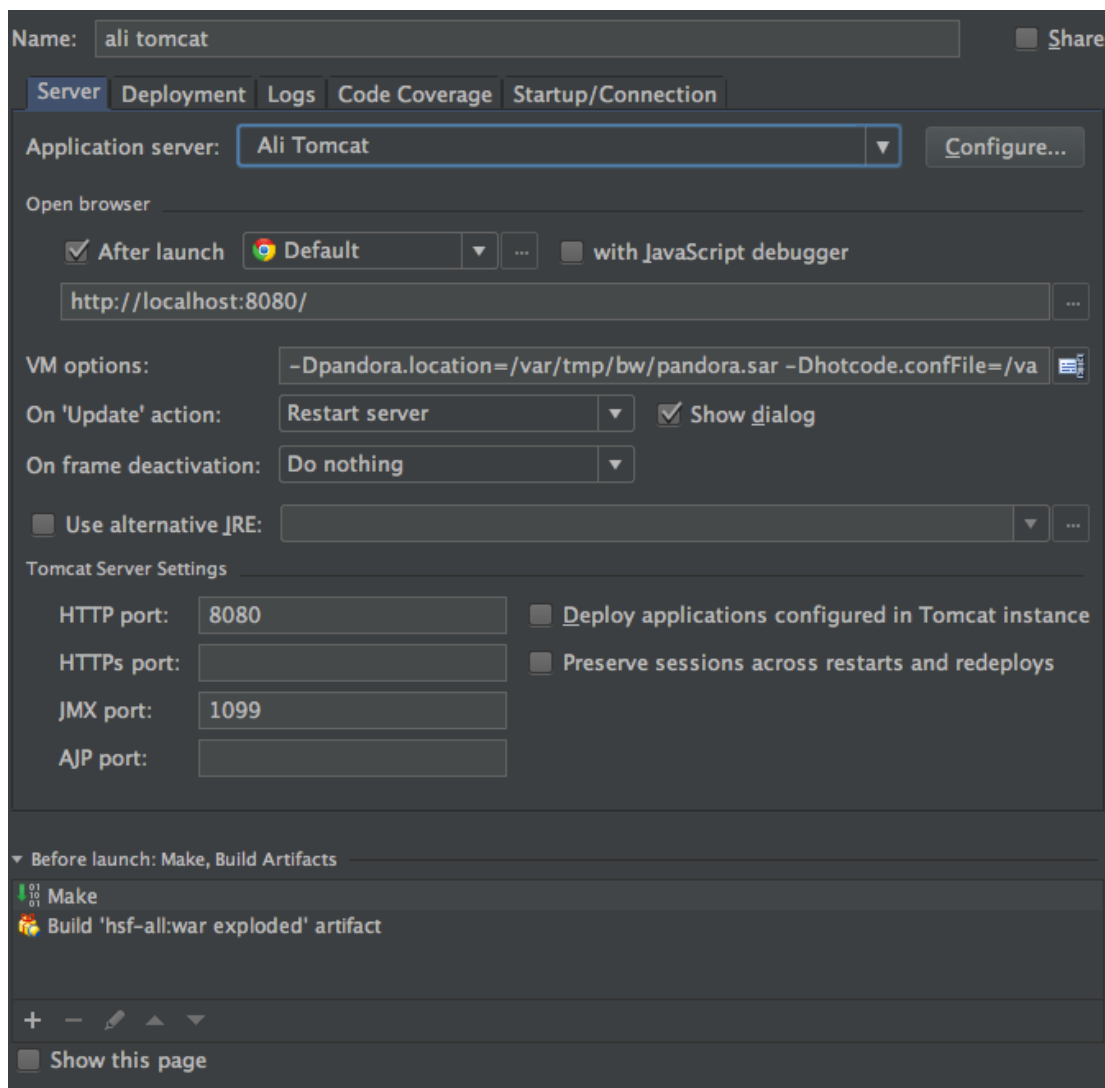 Name: ali tomcat Share
Server Deployment Logs Code Coverage Startup/Connection
Application server: Ali Tomcat Configure...
Open browser
After launch Default ... with JavaScript debugger
http://localhost:8080/ ...
VM options: -Dpandora.location=/var/tmp/bw/pandora.sar -Dhotcode.confFile=/va
On 'Update' action: Restart server Show dialog
On frame deactivation: Do nothing
Use alternative JRE: ...
Tomcat Server Settings
HTTP port: 8080 Deploy applications configured in Tomcat instance
HTTPs port: Preserve sessions across restarts and redeploys
JMX port: 1099
AJP port:
Before launch: Make, Build Artifacts
Make
Build 'hsf-all:war exploded' artifact
Show this page